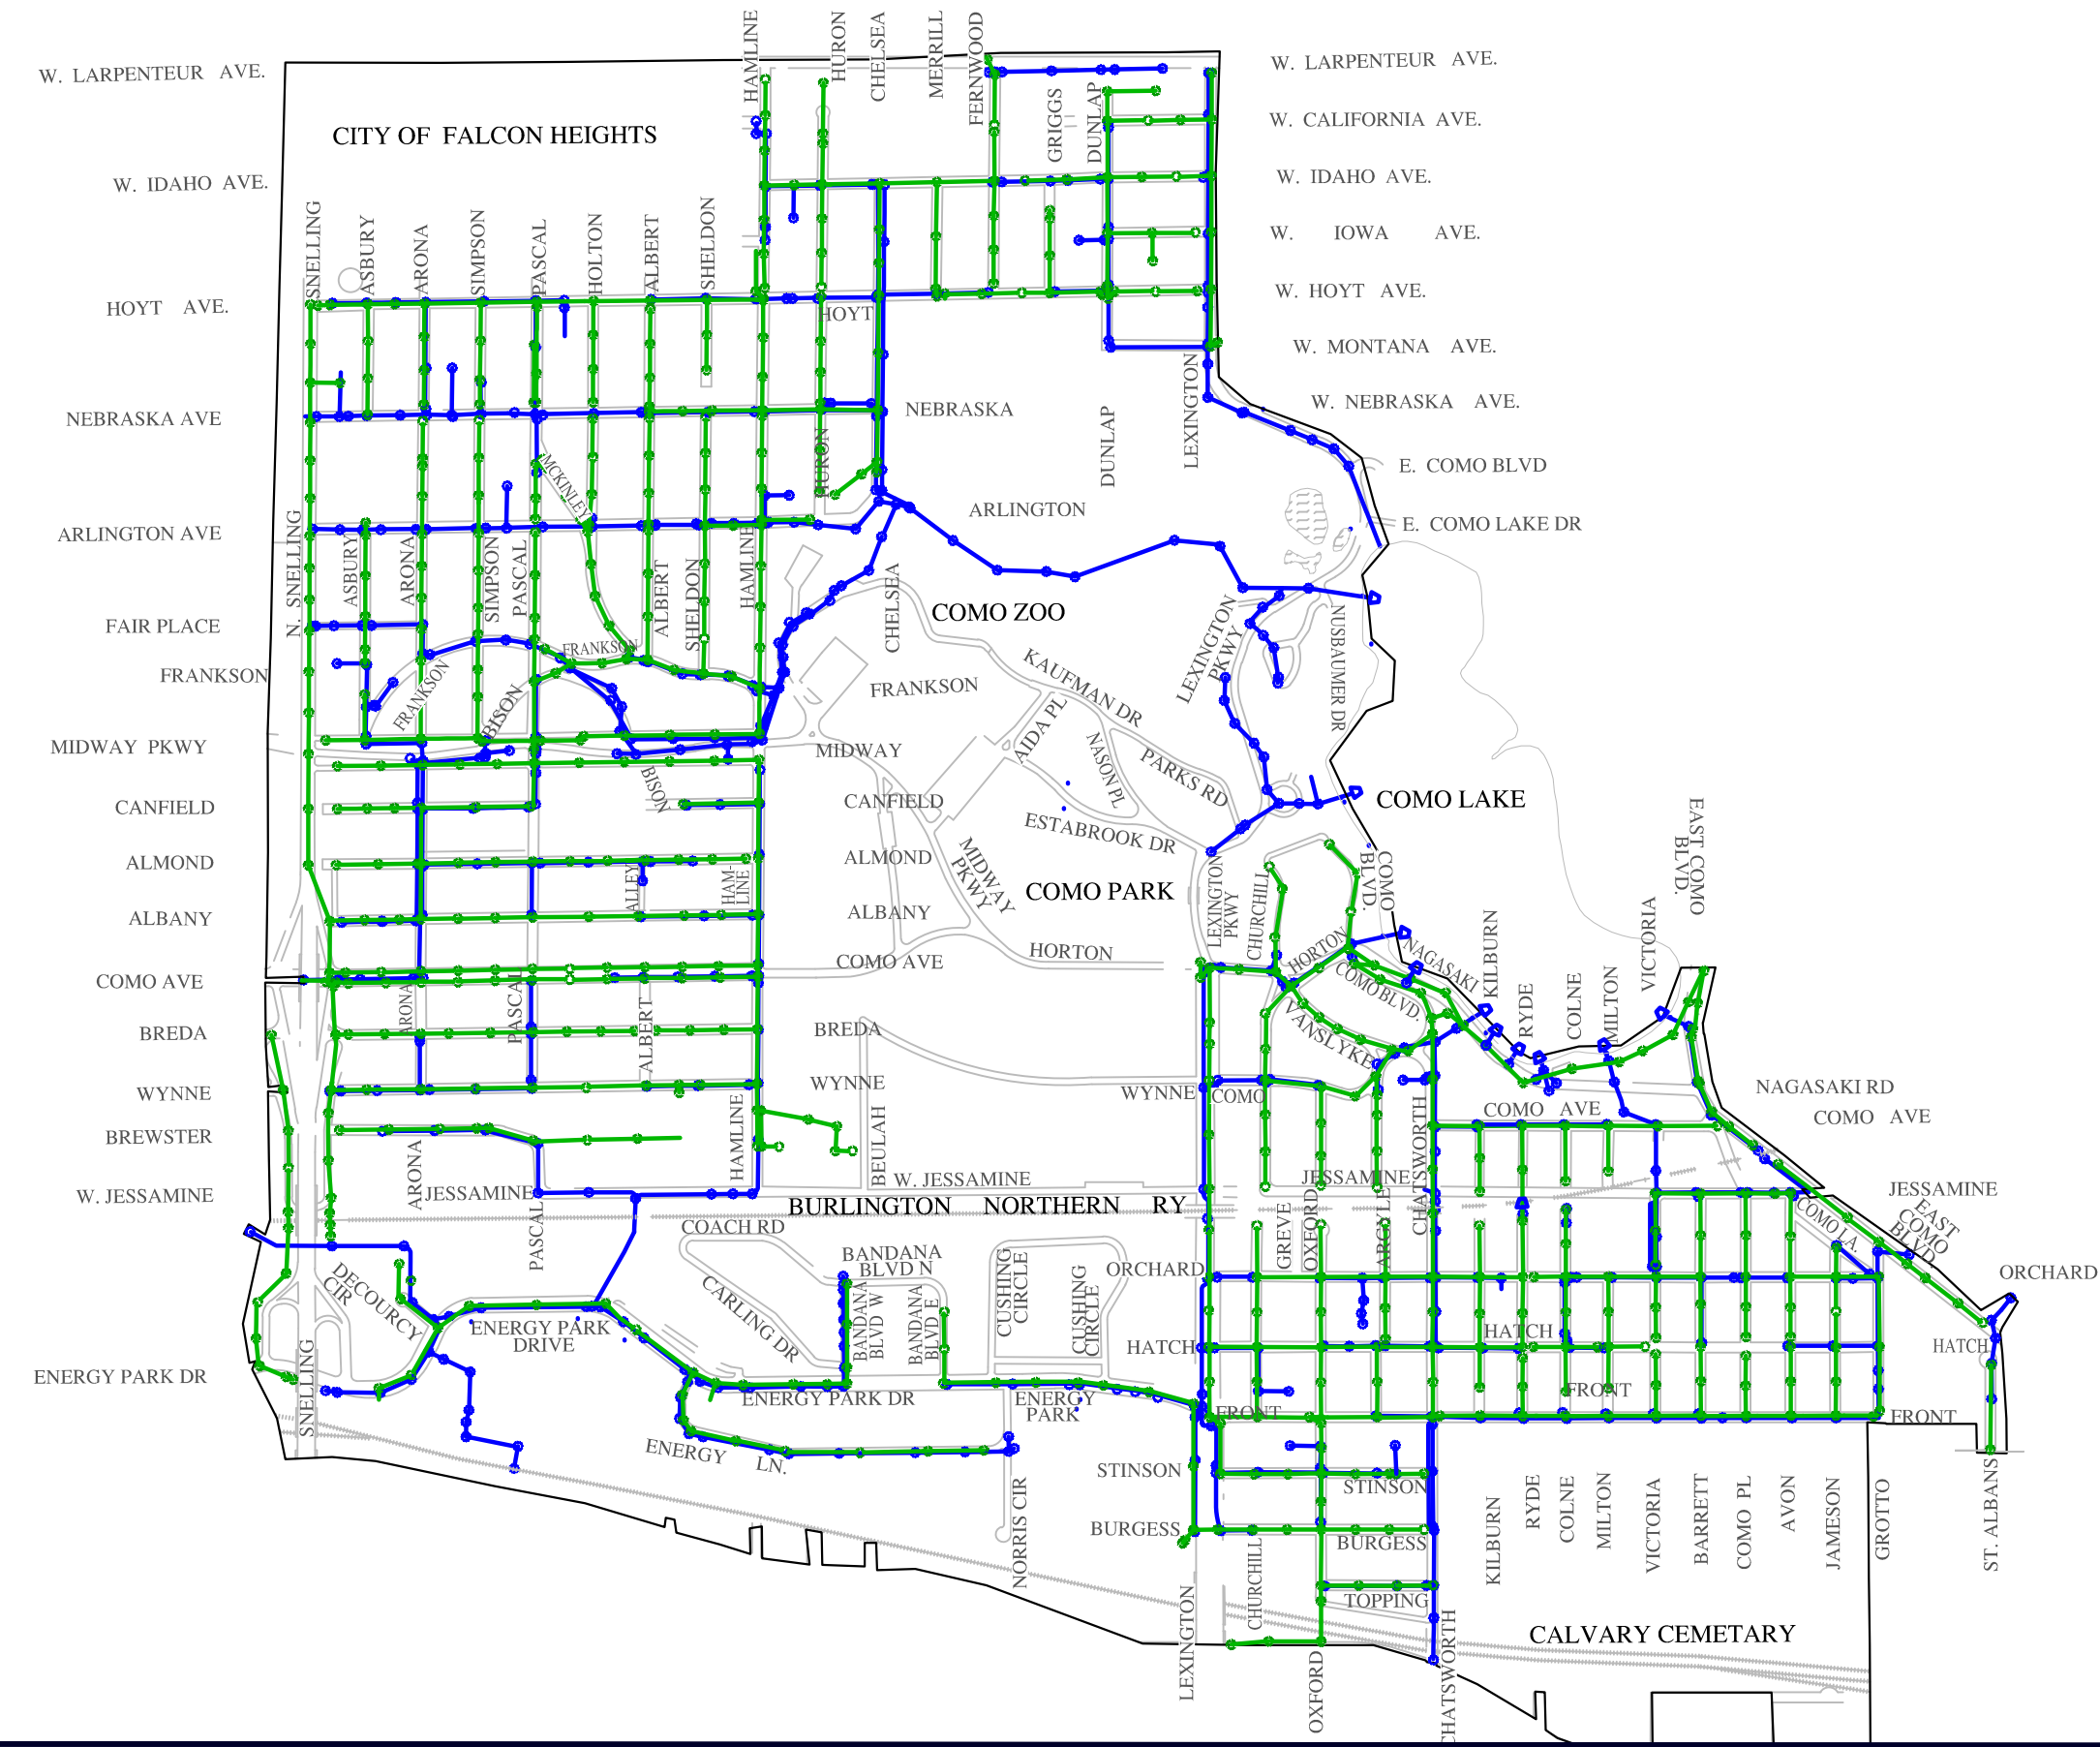 HAMLINE
HURON
CHELSEA
MERRILL
FERNWOOD
W. LARPENTEUR AVE.
W. LARPENTEUR AVE.
GRIGGS
DUNLAP
CITY OF FALCON HEIGHTS
W. CALIFORNIA AVE.
W. IDAHO AVE.
W. IDAHO AVE.
SNELLING
ASBURY
ARONA
SIMPSON
PASCAL
HOLTON
ALBERT
SHELDON
W. IOWA AVE.
HOYT AVE.
HOYT
W. HOYT AVE.
W. MONTANA AVE.
LEXINGTON
NEBRASKA AVE
NEBRASKA
W. NEBRASKA AVE.
DUNLAP
HURON
MCKINLEY
E. COMO BLVD
ARLINGTON AVE
ARLINGTON
E. COMO LAKE DR
N. SNELLING
ASBURY
ARONA
SIMPSON
PASCAL
ALBERT
SHELDON
HAMLINE
CHELSEA
COMO ZOO
FAIR PLACE
FRANKSON
LEXINGTON
PKWY
NUSBAUMER DR
FRANKSON
FRANKSON
BISON
FRANKSON
KAUFMAN DR
AIDA PL
NASON PL
PARKS RD
MIDWAY PKWY
MIDWAY
BISON
CANFIELD
CANFIELD
ESTABROOK DR
COMO LAKE
ALMOND
ALLEY
HAM-
LINE
ALMOND
MIDWAY
PKWY
COMO PARK
LEXINGTON
PKWY
CHURCHILL
COMO
BLVD.
EAST COMO
BLVD.
ALBANY
ALBANY
HORTON
HORTON
NAGASAKI
KILBURN
RYDE
COLNE
MILTON
VICTORIA
COMO AVE
COMO AVE
COMO BLVD.
ARONA
PASCAL
ALBERT
BREDA
BREDA
VANSLYKE
WYNNE
WYNNE
WYNNE
COMO
NAGASAKI RD
COMO AVE
COMO AVE
BREWSTER
ARONA
HAMLINE
BEULAH
CHATSWORTH
W. JESSAMINE
JESSAMINE
W. JESSAMINE
JESSAMINE
JESSAMINE
BURLINGTON NORTHERN RY
PASCAL
COACH RD
GREVE
OXFORD
ARGYLE
COMO LA.
EAST
COMO
BLVD
BANDANA
BLVD N
CUSHING
CIRCLE
CUSHING
CIRCLE
ORCHARD
ORCHARD
DECOURCY
CIR
CARLING DR
BANDANA
BLVD W
BANDANA
BLVD E
ENERGY PARK
DRIVE
HATCH
HATCH
HATCH
SNELLING
ENERGY PARK DR
ENERGY PARK DR
ENERGY
PARK
FRONT
FRONT
FRONT
ENERGY LN.
NORRIS CIR
STINSON
STINSON
BURGESS
BURGESS
CHURCHILL
KILBURN
RYDE
COLNE
MILTON
VICTORIA
BARRETT
COMO PL
AVON
JAMESON
GROTTO
ST. ALBANS
LEXINGTON
TOPPING
OXFORD
CHATSWORTH
CALVARY CEMETARY